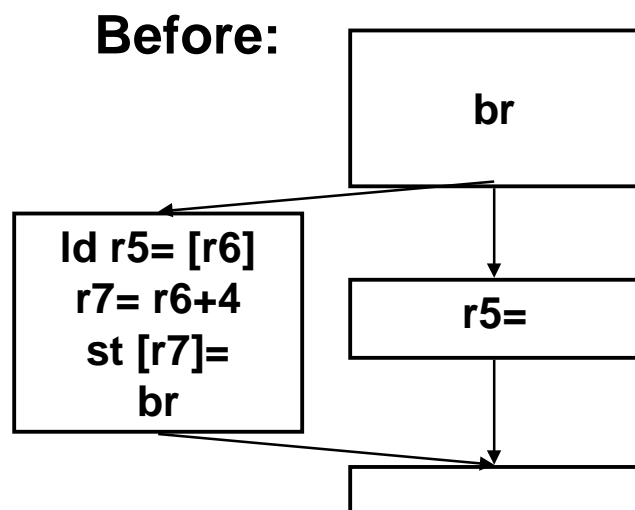 Before:
br
ld r5= [r6]
r7= r6+4
st [r7]=
br
r5=